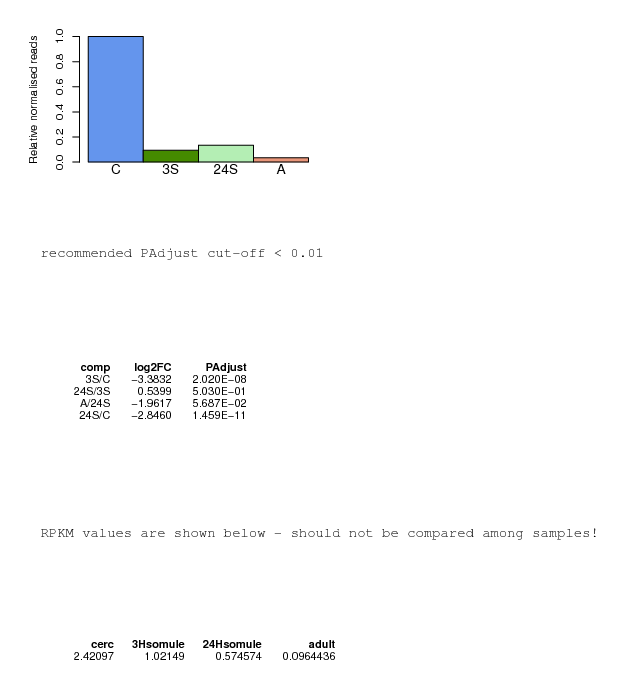 Relative normalised reads
1.0
0.8
0.6
0.4
0.2
0.0
C 3S 24S A
recommended PAdjust cut-off < 0.01
comp log2FC PAdjust
3S/C −3.3832 2.020E−08
24S/3S 0.5399 5.030E−01
A/24S −1.9617 5.687E−02
24S/C −2.8460 1.459E−11
RPKM values are shown below - should not be compared among samples!
cerc 3Hsomule 24Hsomule adult
2.42097 1.02149 0.574574 0.0964436